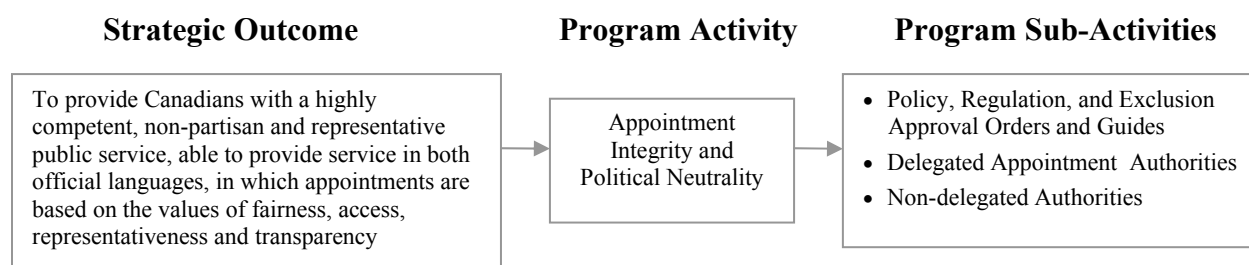 Strategic Outcome
Program Activity
Program Sub-Activities
To provide Canadians with a highly
competent, non-partisan and representative
public service, able to provide service in both
official languages, in which appointments are
based on the values of fairness, access,
representativeness and transparency
Appointment
Integrity and
Political Neutrality
• Policy, Regulation, and Exclusion
Approval Orders and Guides
• Delegated Appointment Authorities
• Non-delegated Authorities